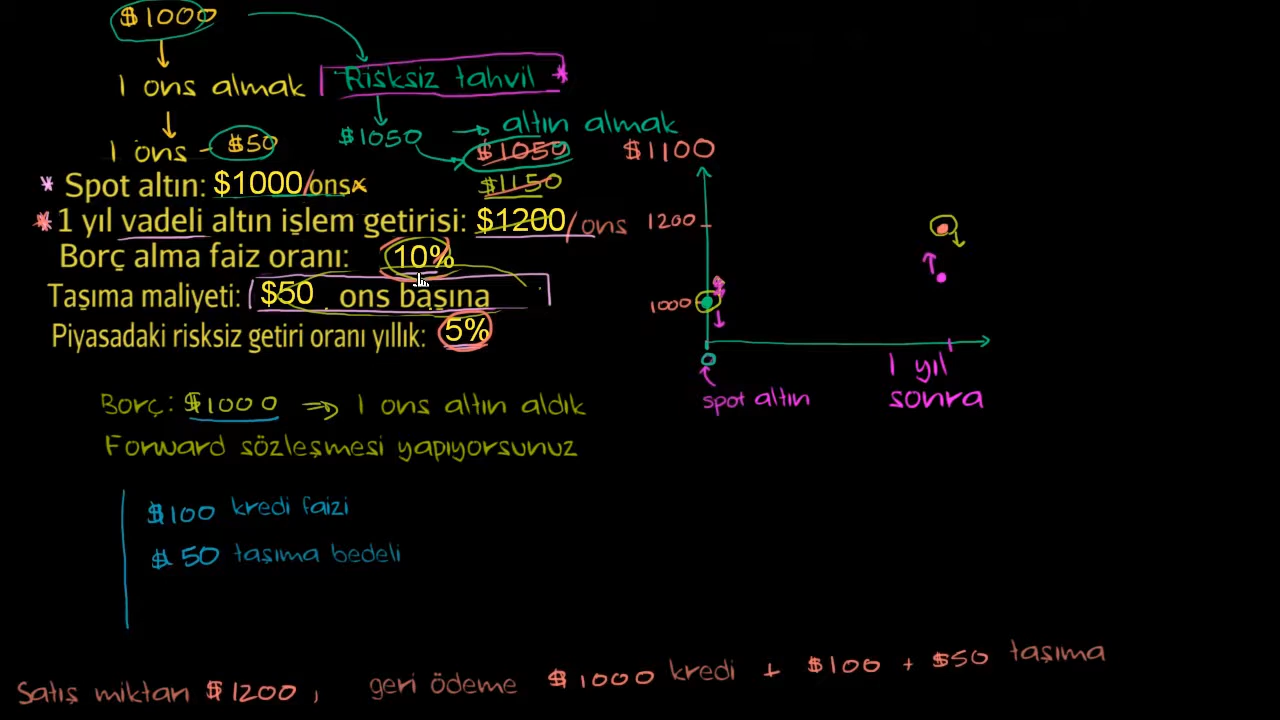 $1000
1 ons almak
Risksiz tahvil *
$1050 → altın almak
1 ons - $50
$1050
$1100
$1150
* Spot altın: $1000/ons
* 1 yıl vadeli altın işlem getirisi: $1200/ons
Borç alma faiz oranı: 10%
Taşıma maliyeti: $50 ons başına
Piyasadaki risksiz getiri oranı yıllık: 5%
1200
1000
0
1 yıl
sonra
spot altın
Borç: $1000 ⇒ 1 ons altın aldık
Forward sözleşmesi yapıyorsunuz
$100 kredi faizi
$50 taşıma bedeli
Satış miktarı $1200, geri ödeme $1000 kredi + $100 + $50 taşıma